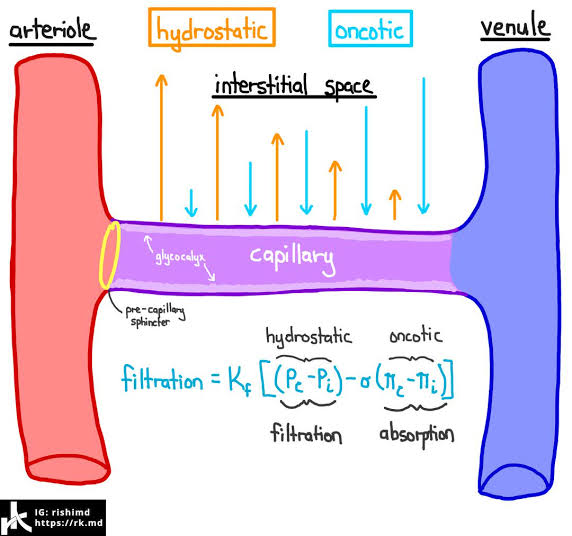 arteriole
hydrostatic
oncotic
venule
interstitial space
glycocalyx
capillary
pre-capillary
sphincter
hydrostatic
oncotic
filtration = Kf [(Pc-Pi)-σ(πc-πi)]
filtration
absorption
rk
IG: rishimd
https://rk.md